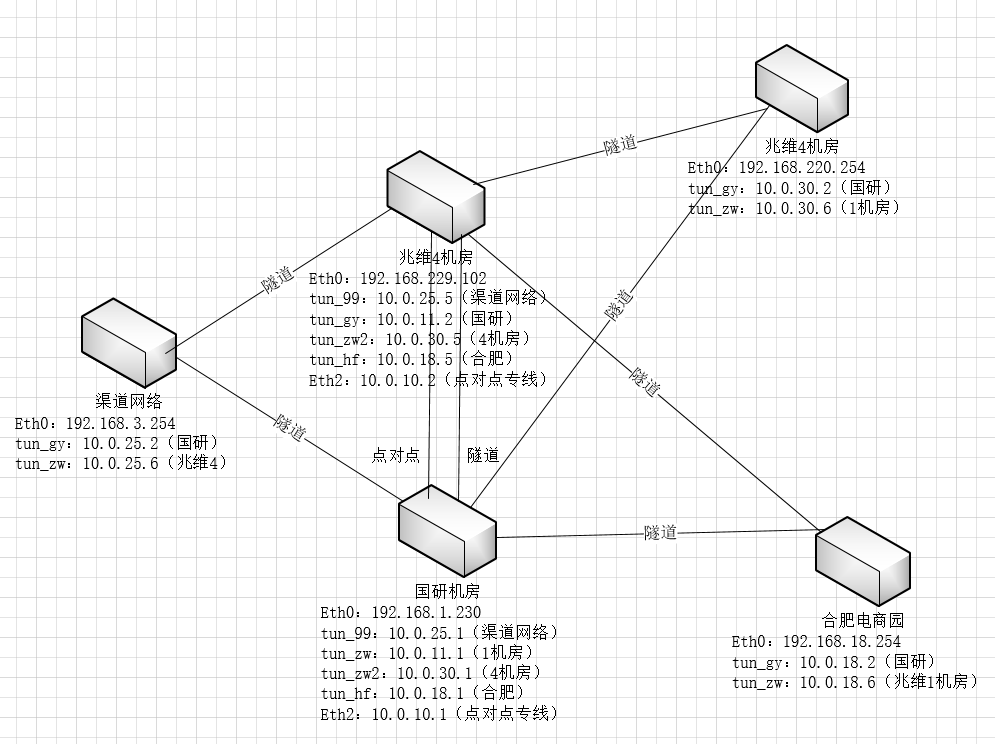 兆维4机房
Eth0：192.168.220.254
tun_gy：10.0.30.2（国研）
tun_zw：10.0.30.6（1机房）
隧道
兆维4机房
Eth0：192.168.229.102
tun_99：10.0.25.5（渠道网络）
tun_gy：10.0.11.2（国研）
tun_zw2：10.0.30.5（4机房）
tun_hf：10.0.18.5（合肥）
Eth2：10.0.10.2（点对点专线）
隧道
隧道
隧道
渠道网络
Eth0：192.168.3.254
tun_gy：10.0.25.2（国研）
tun_zw：10.0.25.6（兆维4）
隧道
点对点
隧道
隧道
国研机房
Eth0：192.168.1.230
tun_99：10.0.25.1（渠道网络）
tun_zw：10.0.11.1（1机房）
tun_zw2：10.0.30.1（4机房）
tun_hf：10.0.18.1（合肥）
Eth2：10.0.10.1（点对点专线）
合肥电商园
Eth0：192.168.18.254
tun_gy：10.0.18.2（国研）
tun_zw：10.0.18.6（兆维1机房）